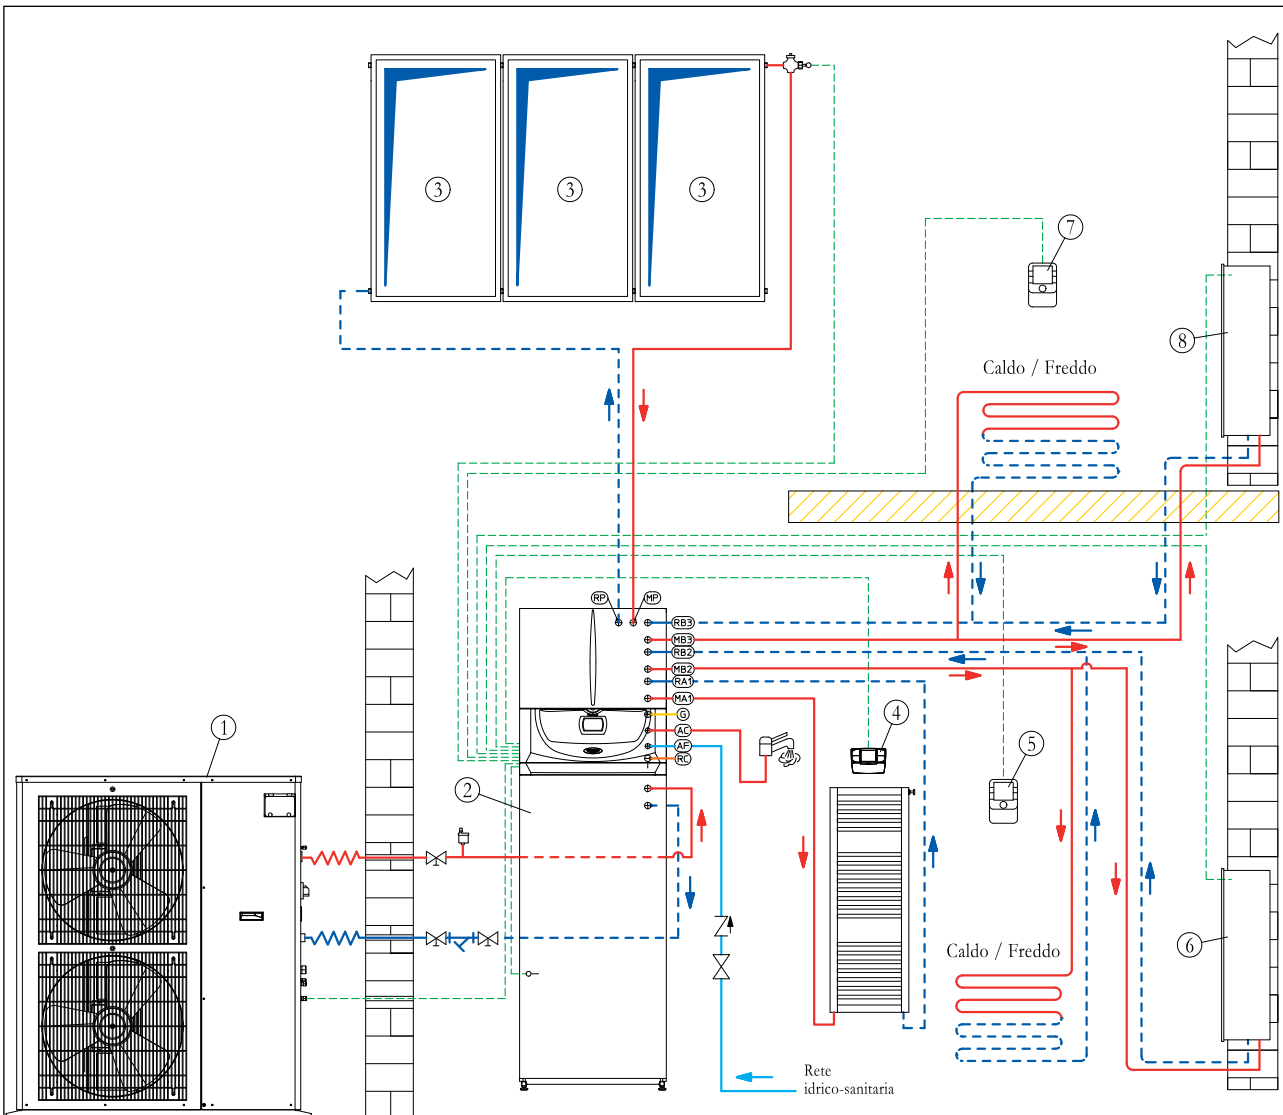 3
3
3
7
8
Caldo / Freddo
RP
MP
RB3
MB3
RB2
MB2
RA1
MA1
G
AC
AF
RC
4
1
5
2
6
Caldo / Freddo
Rete
idrico-sanitaria